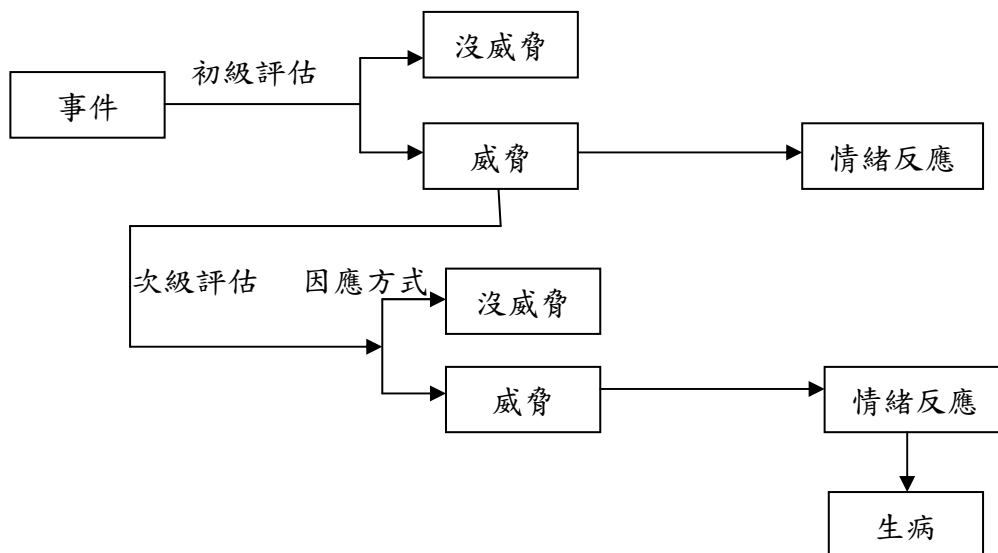 沒威脅
初級評估
事件
威脅
情緒反應
次級評估 因應方式
沒威脅
威脅
情緒反應
生病